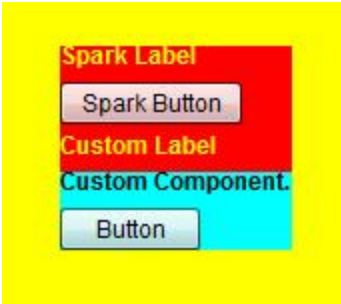 Spark Label
Spark Button
Custom Label
Custom Component.
Button